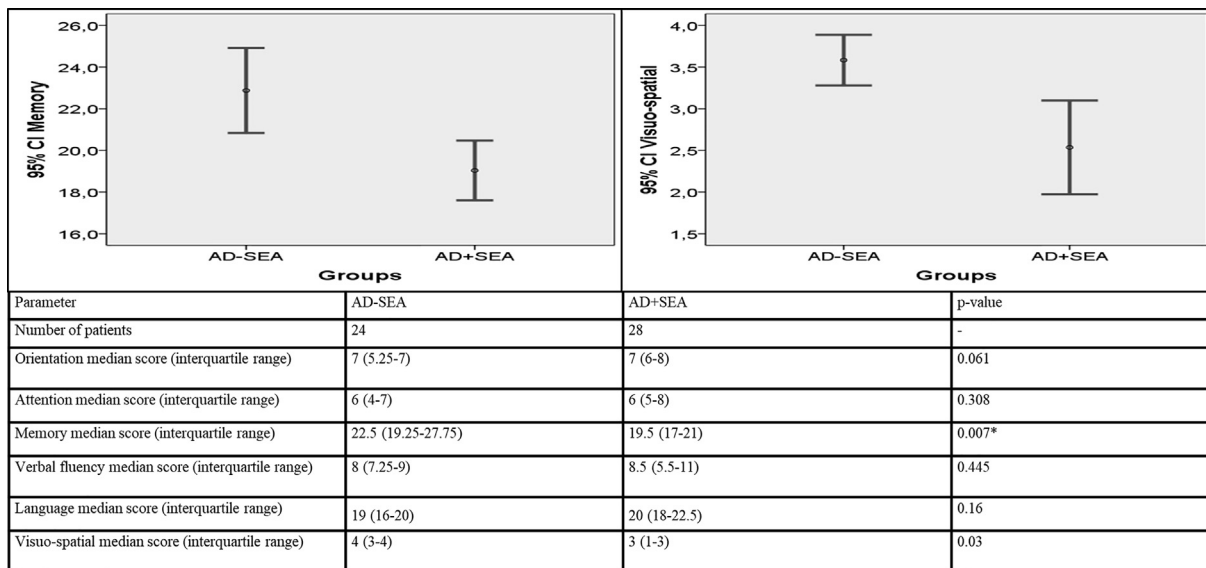 26,0
24,0
22,0
20,0
18,0
16,0
95% CI Memory
AD-SEA AD+SEA
Groups
4,0
3,5
3,0
2,5
2,0
1,5
95% CI Visuo-spatial
AD-SEA AD+SEA
Groups
Parameter AD-SEA AD+SEA p-value
Number of patients 24 28 -
Orientation median score (interquartile range) 7 (5.25-7) 7 (6-8) 0.061
Attention median score (interquartile range) 6 (4-7) 6 (5-8) 0.308
Memory median score (interquartile range) 22.5 (19.25-27.75) 19.5 (17-21) 0.007*
Verbal fluency median score (interquartile range) 8 (7.25-9) 8.5 (5.5-11) 0.445
Language median score (interquartile range) 19 (16-20) 20 (18-22.5) 0.16
Visuo-spatial median score (interquartile range) 4 (3-4) 3 (1-3) 0.03